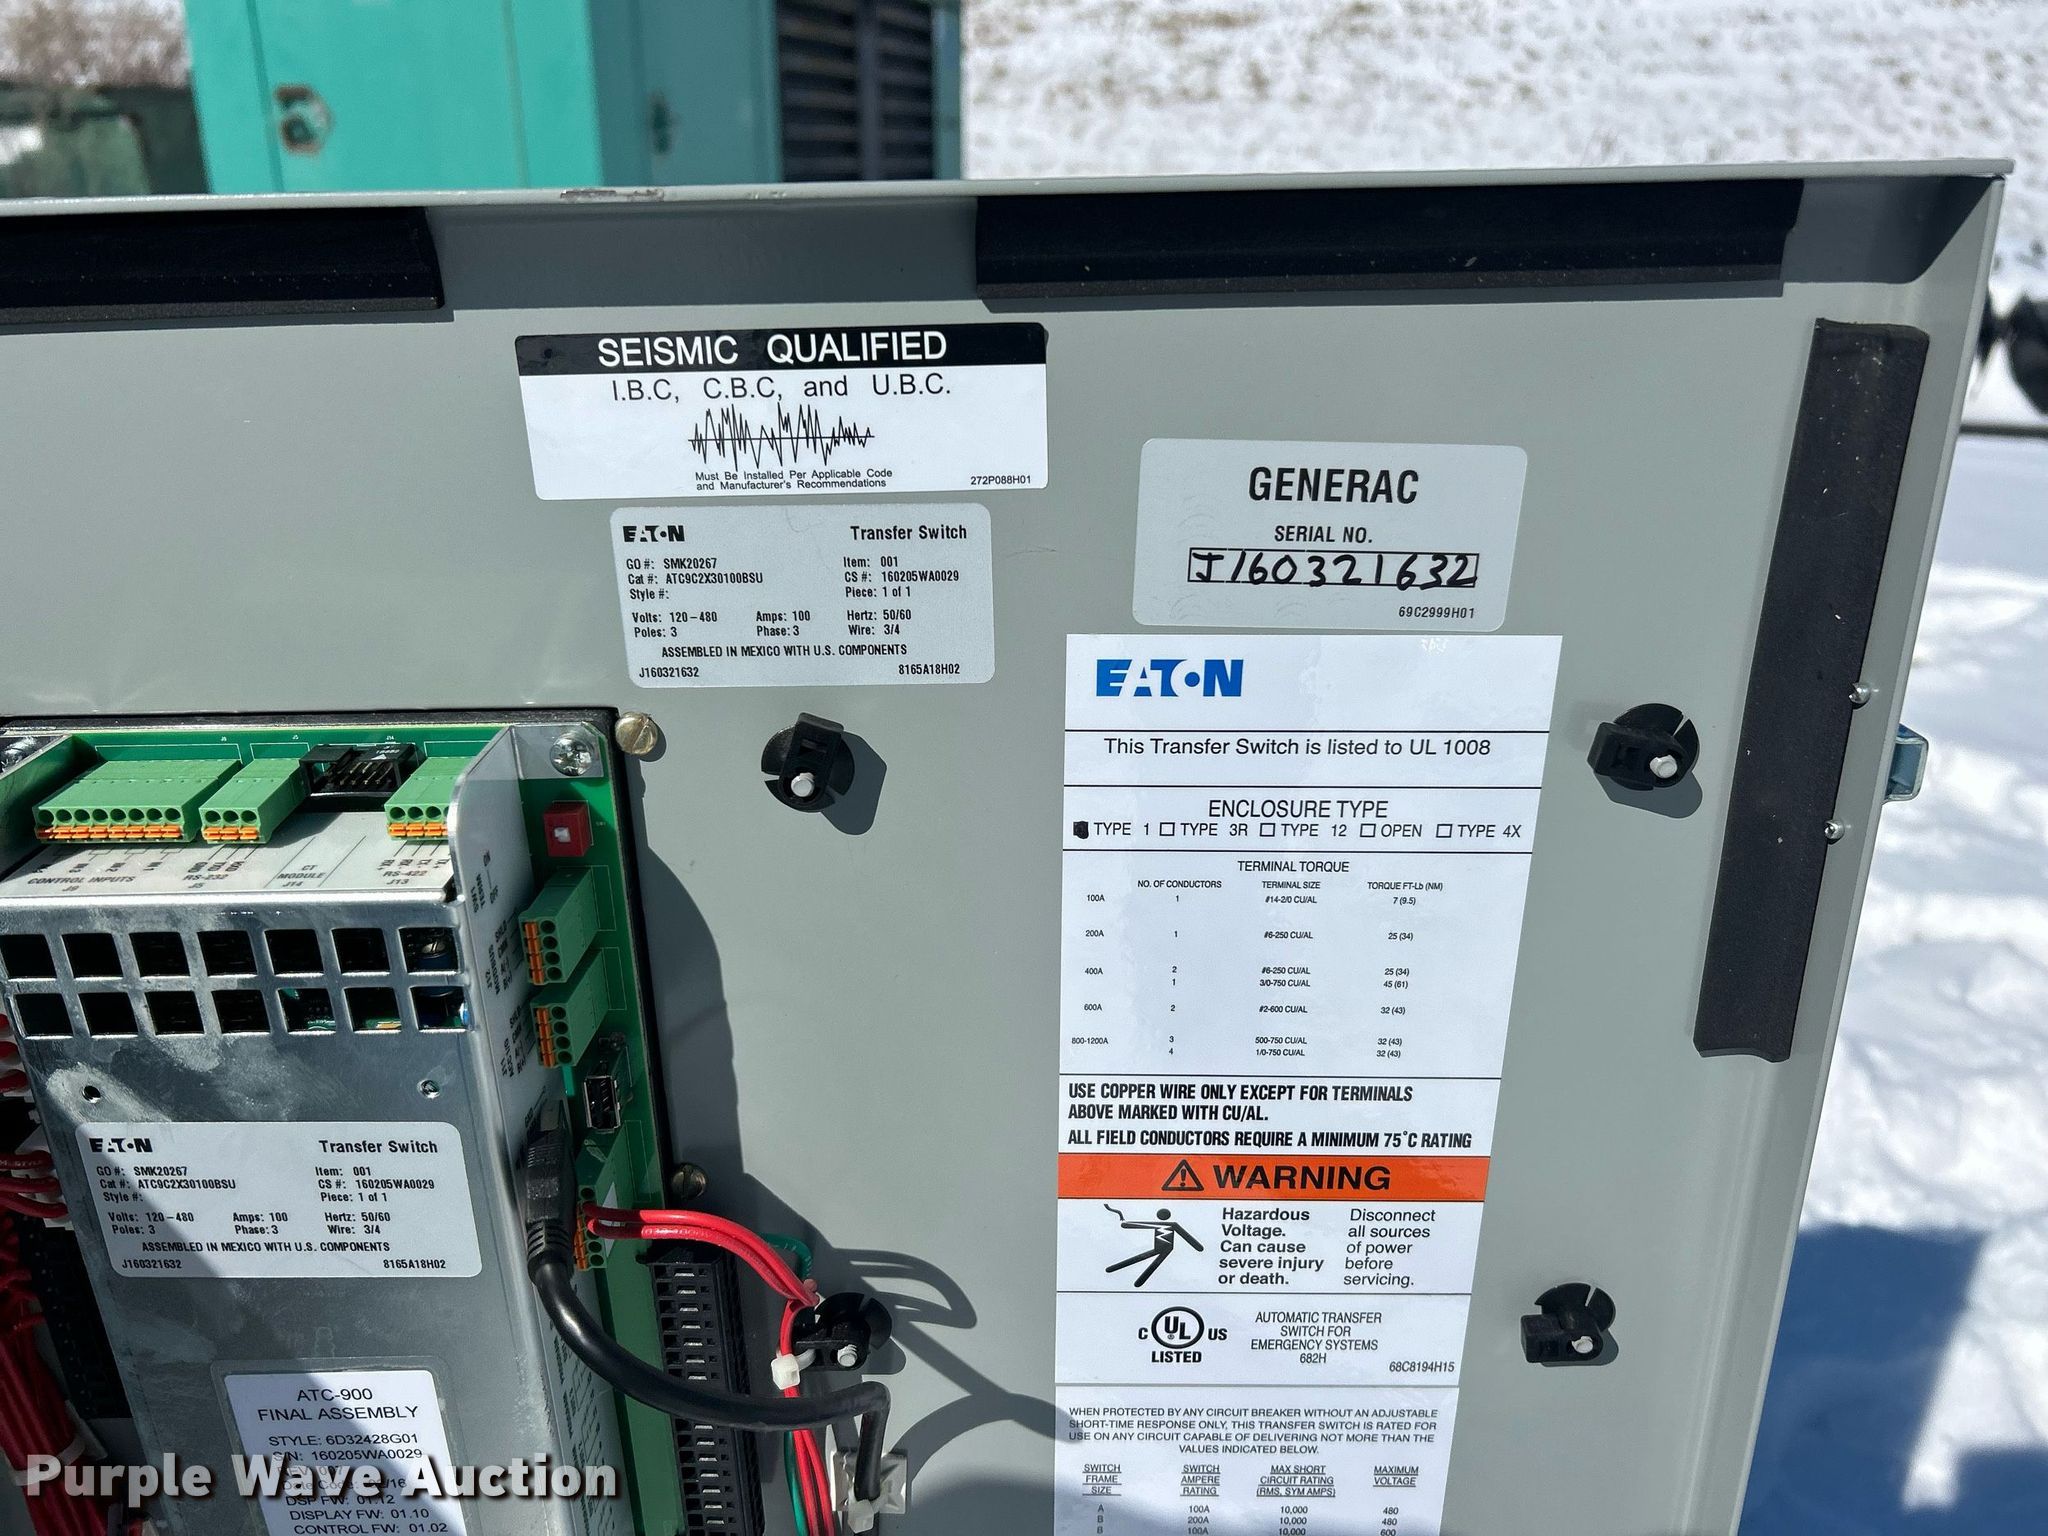 SEISMIC QUALIFIED
I.B.C, C.B.C, and U.B.C.
Must Be Installed Per Applicable Code
and Manufacturer's Recommendations
272P088H01
EATON Transfer Switch
GO #: SMK20267 Item: 001
Cat #: ATC9C2X30100BSU CS #: 160205WA0029
Style #: Piece: 1 of 1
Volts: 120-480 Amps: 100 Hertz: 50/60
Poles: 3 Phase: 3 Wire: 3/4
ASSEMBLED IN MEXICO WITH U.S. COMPONENTS
J160321632 8165A18H02
GENERAC
SERIAL NO.
J160321632
69C2999H01
EATON
This Transfer Switch is listed to UL 1008
ENCLOSURE TYPE
TYPE 1 TYPE 3R TYPE 12 OPEN TYPE 4X
TERMINAL TORQUE
NO. OF CONDUCTORS TERMINAL SIZE TORQUE FT-Lb (NM)
100A 1 #14-2/0 CU/AL 7 (9.5)
200A 1 #6-250 CU/AL 25 (34)
400A 2 #6-250 CU/AL 25 (34)
1 3/0-750 CU/AL 45 (61)
600A 2 #2-600 CU/AL 32 (43)
800-1200A 3 500-750 CU/AL 32 (43)
4 1/0-750 CU/AL 32 (43)
USE COPPER WIRE ONLY EXCEPT FOR TERMINALS
ABOVE MARKED WITH CU/AL.
ALL FIELD CONDUCTORS REQUIRE A MINIMUM 75°C RATING
WARNING
Hazardous
Voltage.
Can cause
severe injury
or death.
Disconnect
all sources
of power
before
servicing.
C UL US
LISTED
AUTOMATIC TRANSFER
SWITCH FOR
EMERGENCY SYSTEMS
682H
68C8194H15
WHEN PROTECTED BY ANY CIRCUIT BREAKER WITHOUT AN ADJUSTABLE
SHORT-TIME RESPONSE ONLY, THIS TRANSFER SWITCH IS RATED FOR
USE ON ANY CIRCUIT CAPABLE OF DELIVERING NOT MORE THAN THE
VALUES INDICATED BELOW.
SWITCH SWITCH MAX SHORT MAXIMUM
FRAME AMPERE CIRCUIT RATING VOLTAGE
SIZE RATING (RMS, SYM AMPS)
A 100A 10,000 480
B 200A 10,000 480
B 100A 10,000 600
CONTROL INPUTS
J9
RS-232
J5
CT
MODULE
J14
RS-422
J13
EATON Transfer Switch
GO #: SMK20267 Item: 001
Cat #: ATC9C2X30100BSU CS #: 160205WA0029
Style #: Piece: 1 of 1
Volts: 120-480 Amps: 100 Hertz: 50/60
Poles: 3 Phase: 3 Wire: 3/4
ASSEMBLED IN MEXICO WITH U.S. COMPONENTS
J160321632 8165A18H02
ATC-900
FINAL ASSEMBLY
STYLE: 6D32428G01
S/N: 160205WA0029
DSP FW: 01.12
DISPLAY FW: 01.10
CONTROL FW: 01.02
Purple Wave Auction